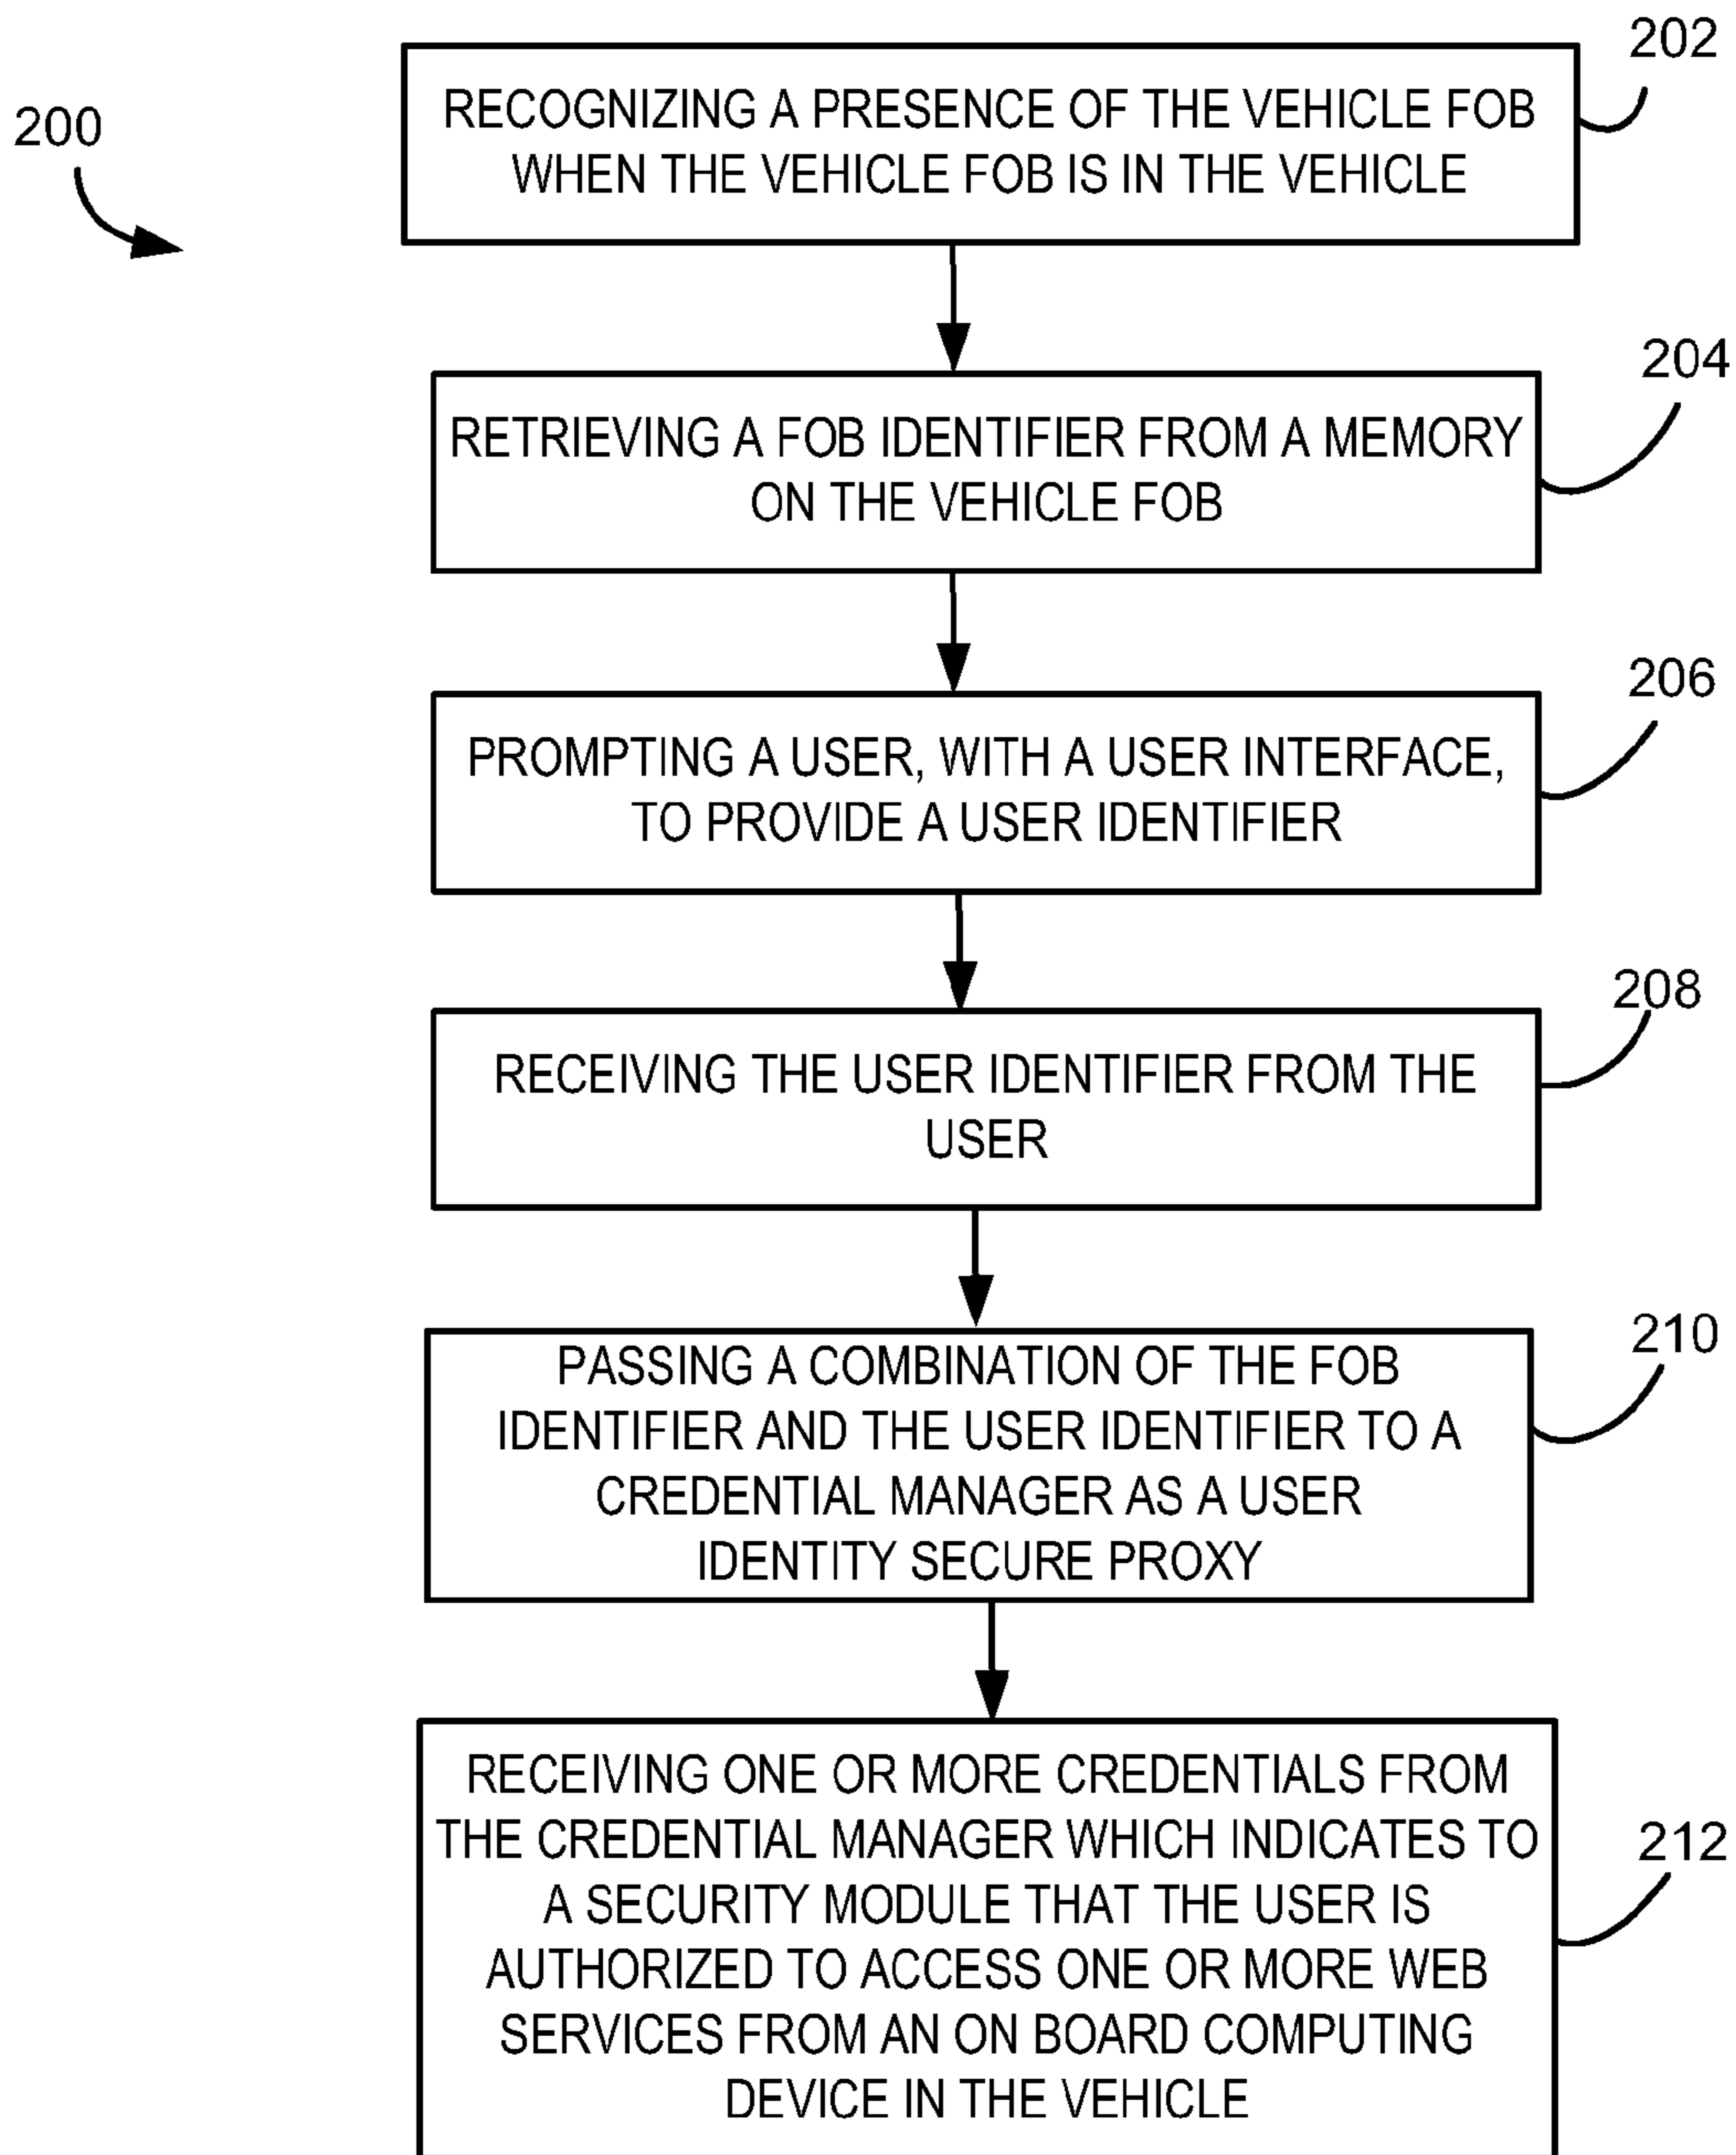 200
202
RECOGNIZING A PRESENCE OF THE VEHICLE FOB
WHEN THE VEHICLE FOB IS IN THE VEHICLE
204
RETRIEVING A FOB IDENTIFIER FROM A MEMORY
ON THE VEHICLE FOB
206
PROMPTING A USER, WITH A USER INTERFACE,
TO PROVIDE A USER IDENTIFIER
208
RECEIVING THE USER IDENTIFIER FROM THE
USER
210
PASSING A COMBINATION OF THE FOB
IDENTIFIER AND THE USER IDENTIFIER TO A
CREDENTIAL MANAGER AS A USER
IDENTITY SECURE PROXY
212
RECEIVING ONE OR MORE CREDENTIALS FROM
THE CREDENTIAL MANAGER WHICH INDICATES TO
A SECURITY MODULE THAT THE USER IS
AUTHORIZED TO ACCESS ONE OR MORE WEB
SERVICES FROM AN ON BOARD COMPUTING
DEVICE IN THE VEHICLE